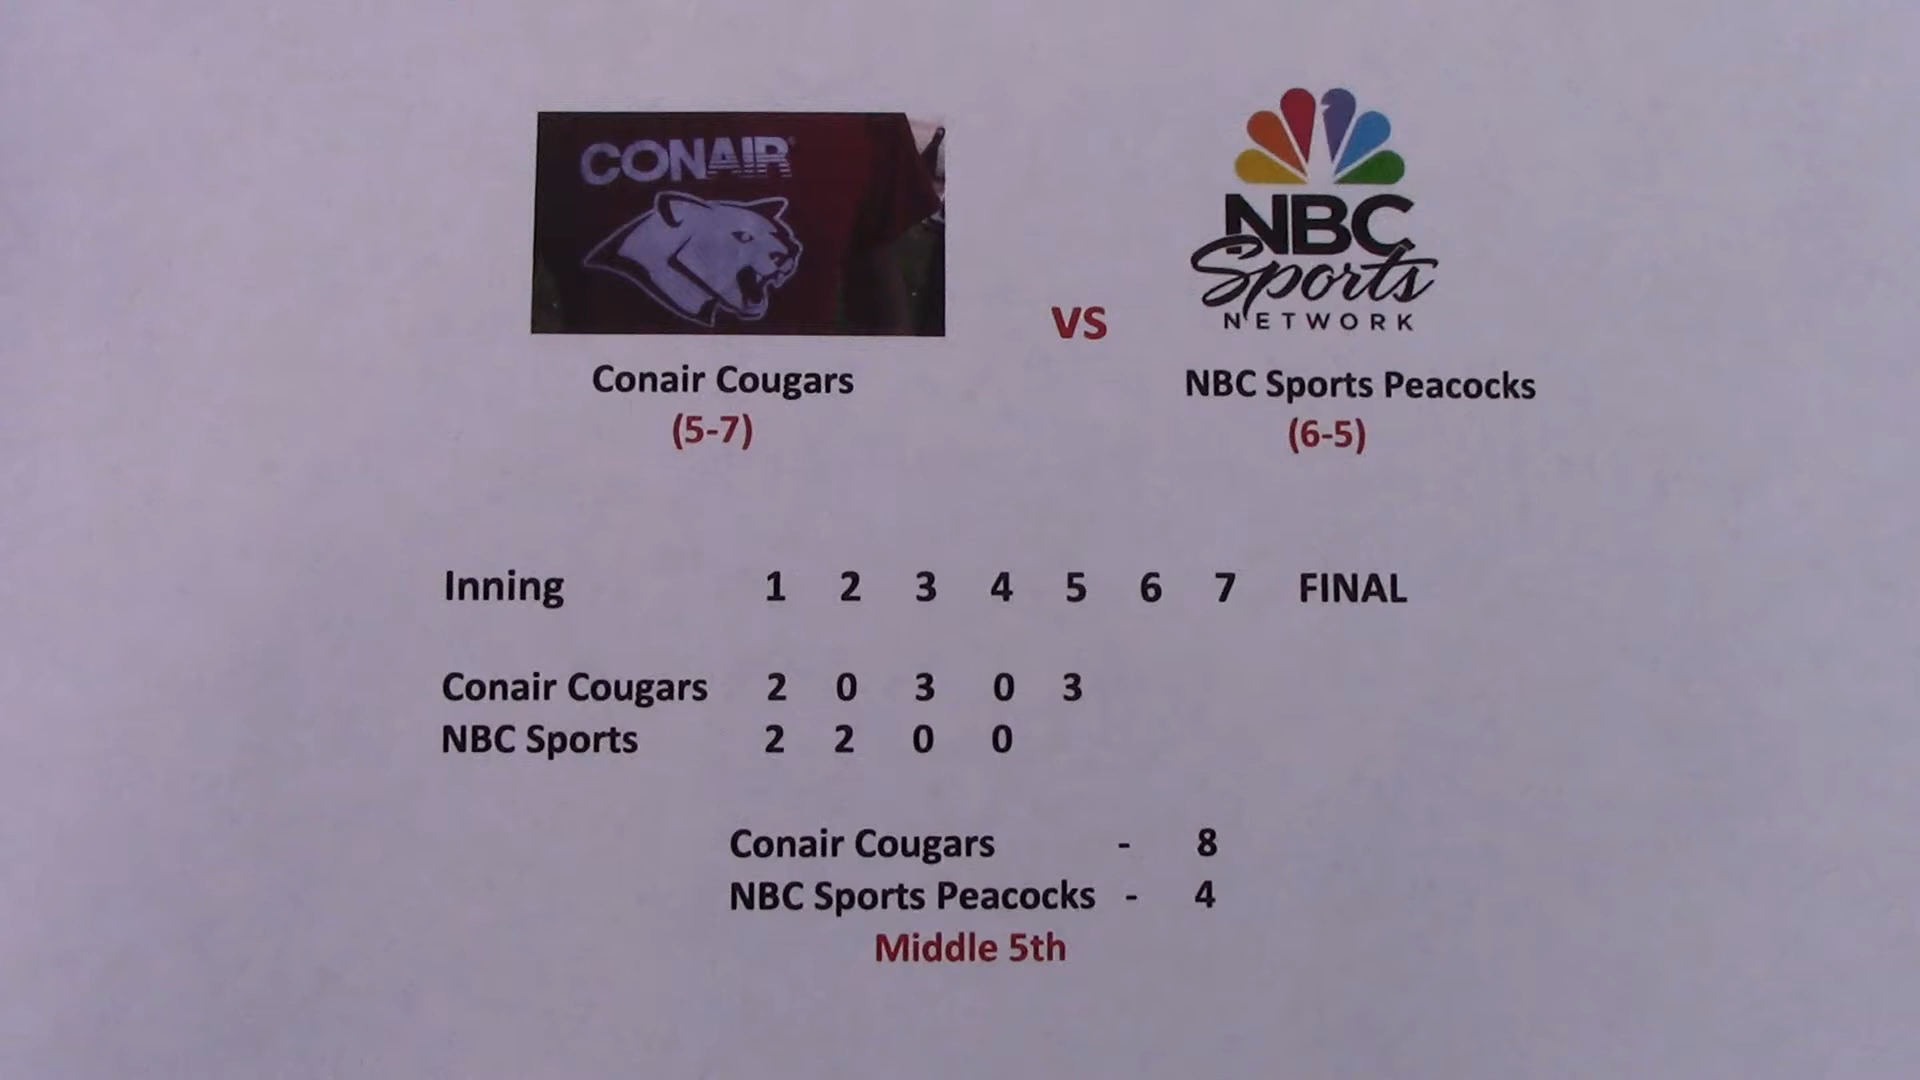 CONAIR
NBC
Sports
NETWORK
VS
Conair Cougars
NBC Sports Peacocks
(5-7)
(6-5)
Inning 1 2 3 4 5 6 7 FINAL
Conair Cougars 2 0 3 0 3
NBC Sports 2 2 0 0
Conair Cougars - 8
NBC Sports Peacocks - 4
Middle 5th